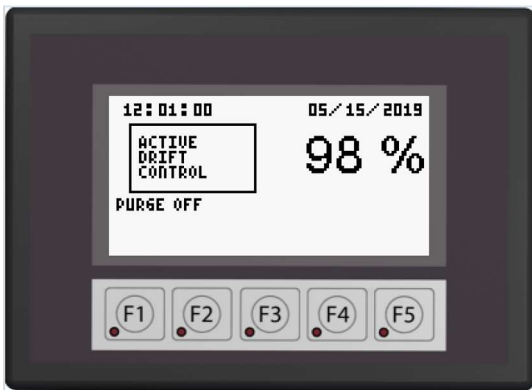 12:01:00 05/15/2019
ACTIVE
DRIFT
CONTROL
98 %
PURGE OFF
F1 F2 F3 F4 F5